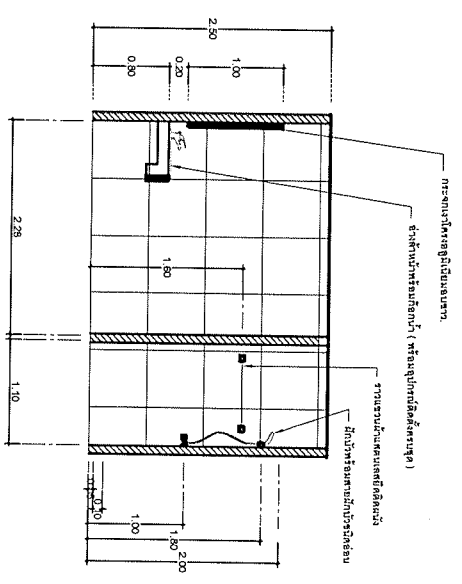 กระจกเงาโครงอลูมิเนียมอบขาว
อ่างล้างหน้าพร้อมก๊อกน้ำ ( พร้อมอุปกรณ์ติดตั้งครบชุด )
ราวแขวนผ้าแสตนเลสยึดติดผนัง
ฝักบัวพร้อมสายฝักบัวชนิดอ่อน
2.50
1.00
0.20
0.80
1.60
2.28
1.10
1.00
1.80
2.00